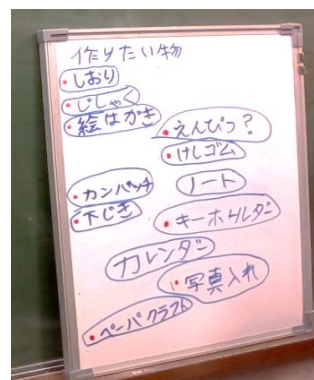 作りたい物
・しおり
・じしゃく
・絵はがき
・えんぴつ?
・けしゴム
・カンバッチ
ノート
・下じき
・キーホルダー
カレンダー
・写真入れ
・ペーパークラフト